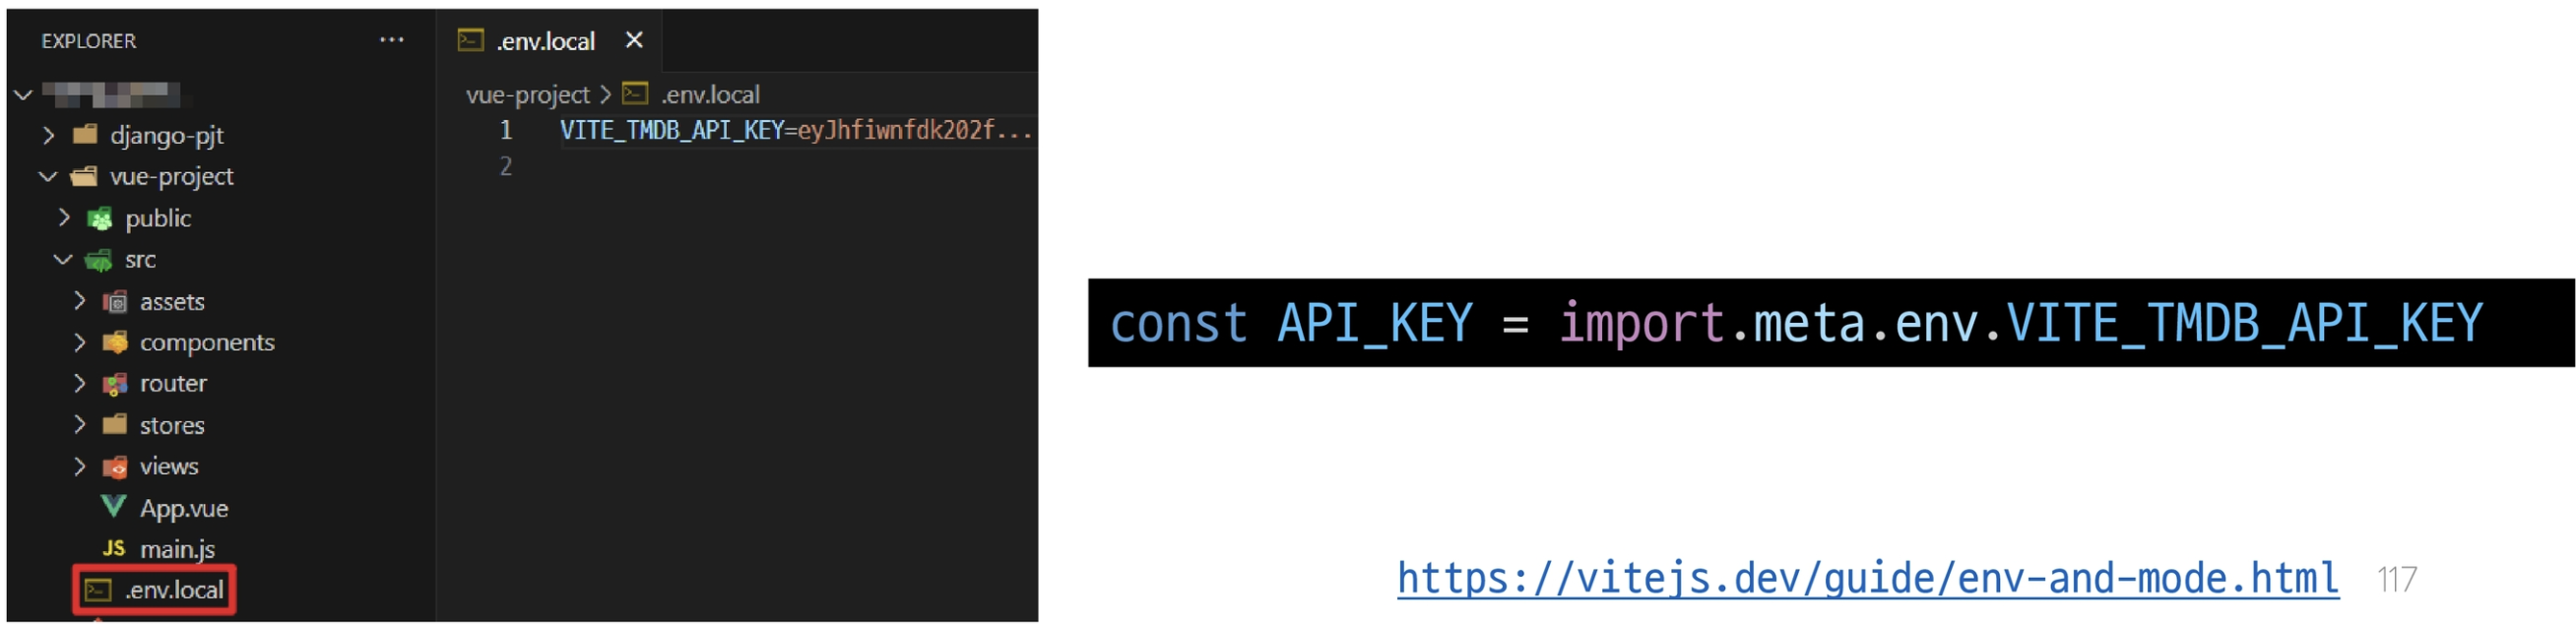 EXPLORER ...
django-pjt
vue-project
public
src
assets
components
router
stores
views
App.vue
JS main.js
.env.local
.env.local
vue-project > .env.local
1 VITE_TMDB_API_KEY=eyJhfiwnfdk202f...
2
const API_KEY = import.meta.env.VITE_TMDB_API_KEY
https://vitejs.dev/guide/env-and-mode.html 117